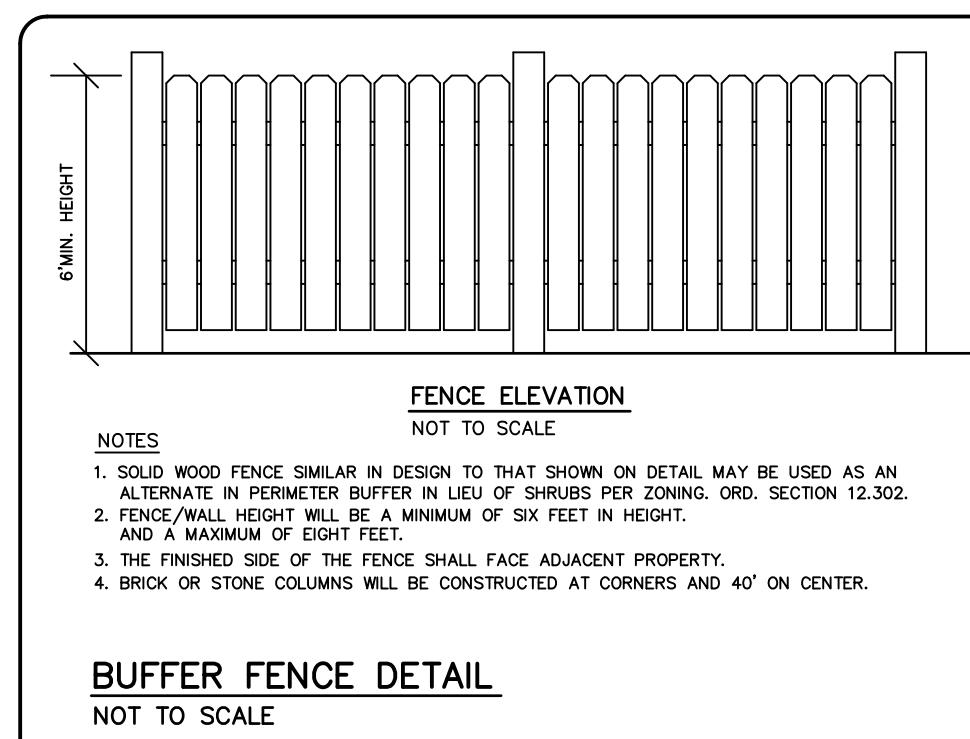 6'MIN. HEIGHT
FENCE ELEVATION
NOT TO SCALE
NOTES
1. SOLID WOOD FENCE SIMILAR IN DESIGN TO THAT SHOWN ON DETAIL MAY BE USED AS AN
ALTERNATE IN PERIMETER BUFFER IN LIEU OF SHRUBS PER ZONING. ORD. SECTION 12.302.
2. FENCE/WALL HEIGHT WILL BE A MINIMUM OF SIX FEET IN HEIGHT.
AND A MAXIMUM OF EIGHT FEET.
3. THE FINISHED SIDE OF THE FENCE SHALL FACE ADJACENT PROPERTY.
4. BRICK OR STONE COLUMNS WILL BE CONSTRUCTED AT CORNERS AND 40' ON CENTER.
BUFFER FENCE DETAIL
NOT TO SCALE